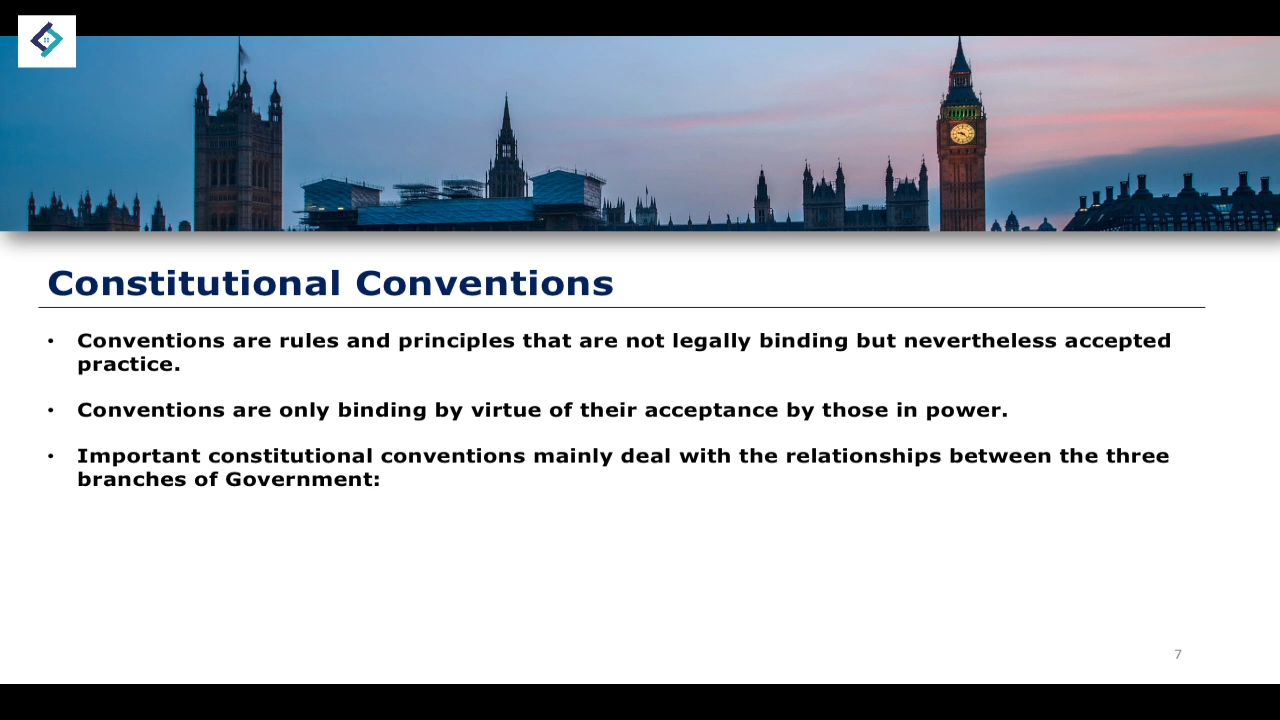 Constitutional Conventions
• Conventions are rules and principles that are not legally binding but nevertheless accepted
practice.
• Conventions are only binding by virtue of their acceptance by those in power.
• Important constitutional conventions mainly deal with the relationships between the three
branches of Government:
7